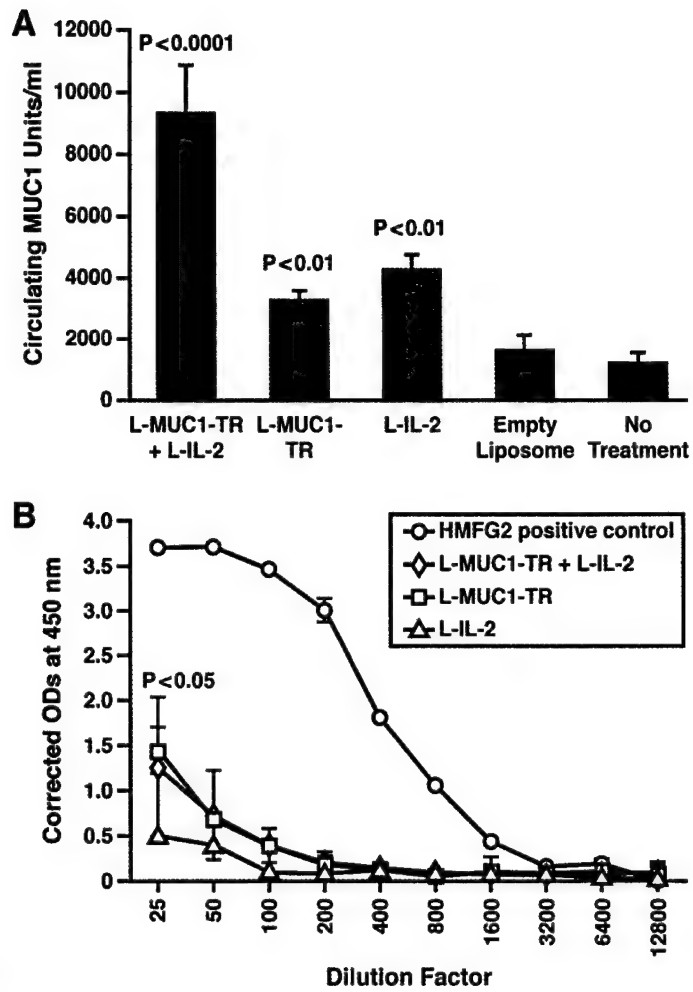 A
Circulating MUC1 Units/ml
12000
10000
8000
6000
4000
2000
0
P<0.0001
P<0.01
P<0.01
L-MUC1-TR
+ L-IL-2
L-MUC1-
TR
L-IL-2
Empty
Liposome
No
Treatment
B
Corrected ODs at 450 nm
4.0
3.5
3.0
2.5
2.0
1.5
1.0
0.5
0
HMFG2 positive control
L-MUC1-TR + L-IL-2
L-MUC1-TR
L-IL-2
P<0.05
25
50
100
200
400
800
1600
3200
6400
12800
Dilution Factor